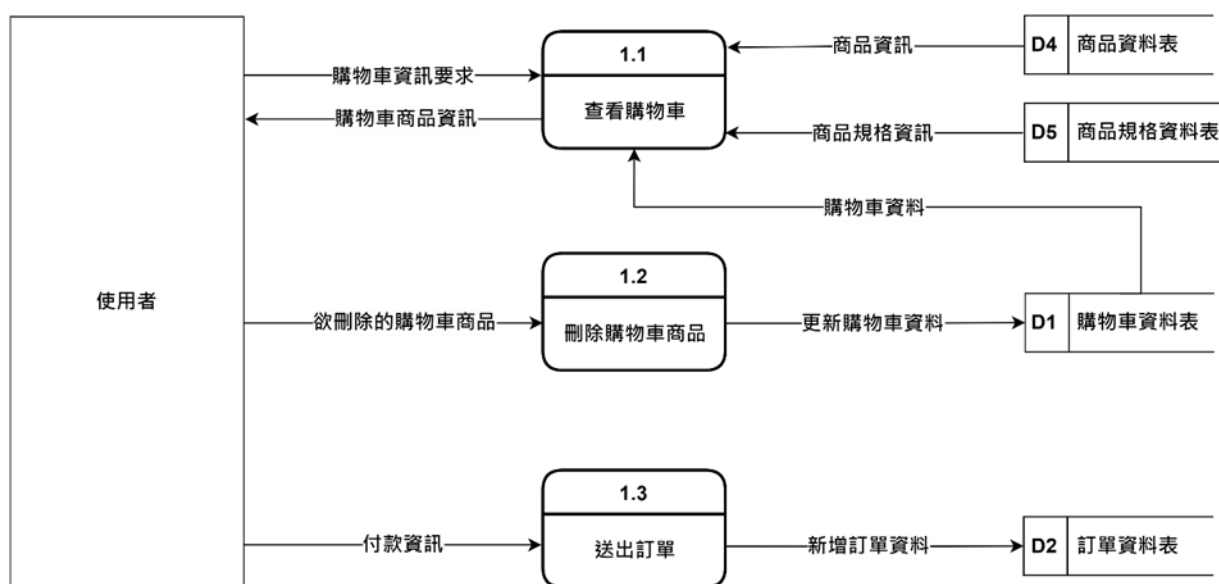 1.1
查看購物車
購物車資訊要求
購物車商品資訊
商品資訊
D4 商品資料表
商品規格資訊
D5 商品規格資料表
購物車資料
使用者
欲刪除的購物車商品
1.2
刪除購物車商品
更新購物車資料
D1 購物車資料表
付款資訊
1.3
送出訂單
新增訂單資料
D2 訂單資料表